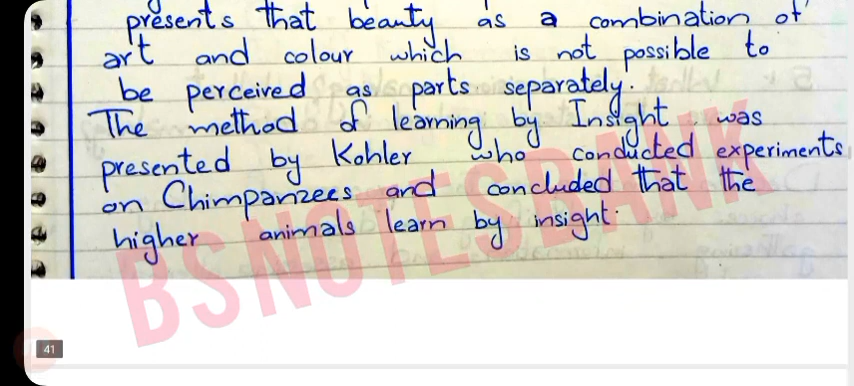 presents that beauty as a combination of
art and colour which is not possible to
be perceived as parts separately.
The method of learning by Insight was
presented by Kohler who conducted experiments
on Chimpanzees and concluded that the
higher animals learn by insight.
BSNOTESBANK
41